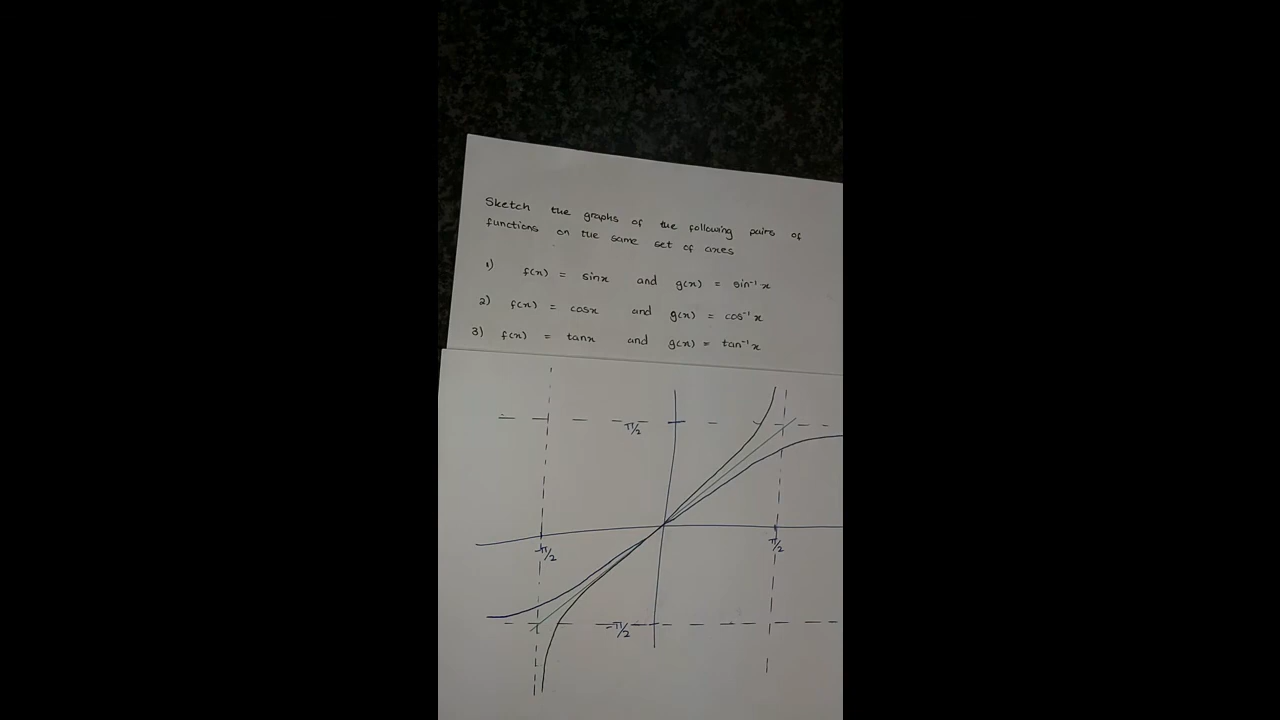 Sketch the graphs of the following pairs of
functions on the same set of axes
1) f(x) = sinx and g(x) = sin⁻¹x
2) f(x) = cosx and g(x) = cos⁻¹x
3) f(x) = tanx and g(x) = tan⁻¹x
π/2
-π/2
π/2
-π/2